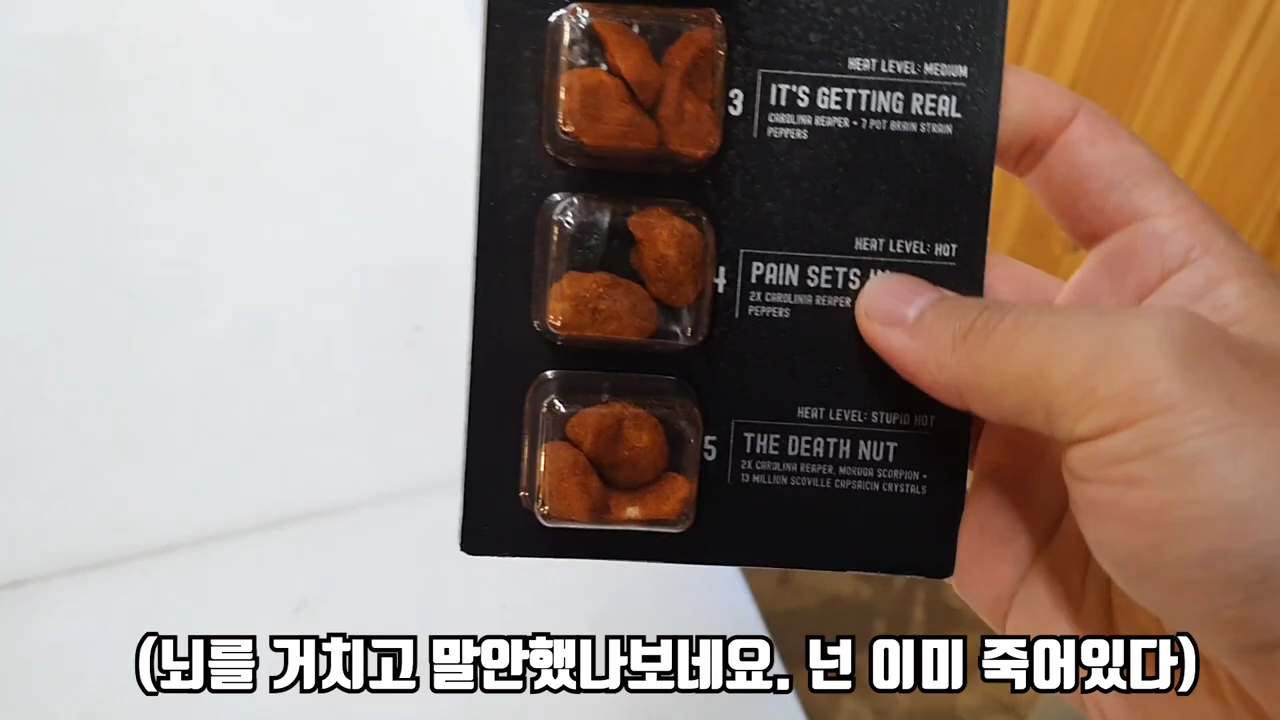 HEAT LEVEL: MEDIUM
3
IT'S GETTING REAL
CAROLINA REAPER + 7 POT BRAIN STRAIN
PEPPERS
HEAT LEVEL: HOT
4
PAIN SETS
2X CAROLINIA REAPER
PEPPERS
HEAT LEVEL: STUPID HOT
5
THE DEATH NUT
2X CAROLINA REAPER, MORUGA SCORPION +
13 MILLION SCOVILLE CAPSAICIN CRYSTALS
(뇌를 거치고 말안했나보네요. 넌 이미 죽어있다)